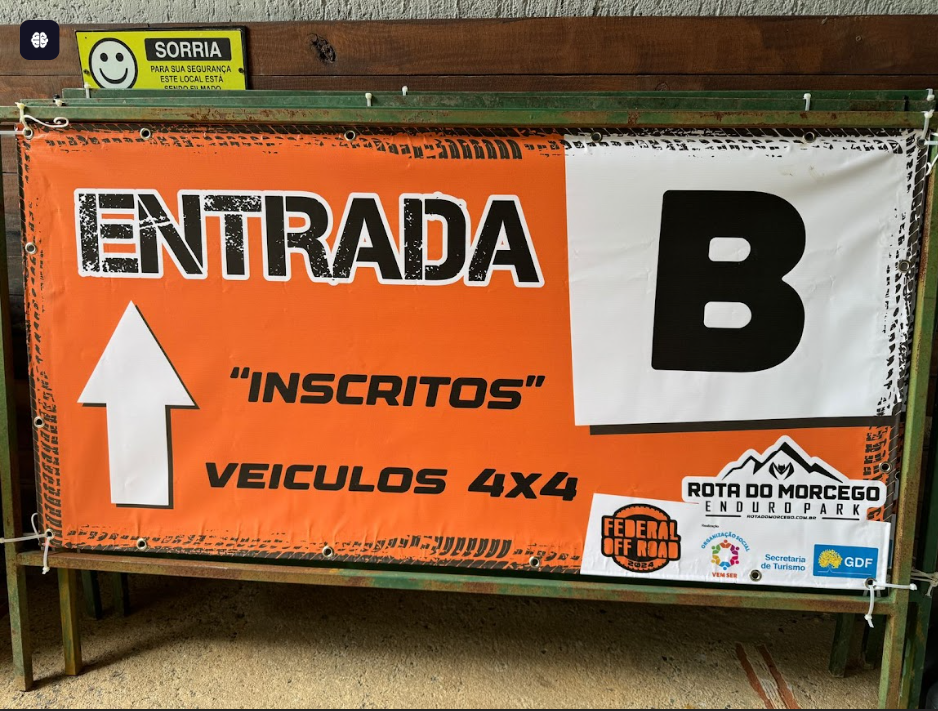 SORRIA
PARA SUA SEGURANÇA
ESTE LOCAL ESTÁ
SENDO FILMADO
ENTRADA
B
"INSCRITOS"
VEICULOS 4x4
ROTA DO MORCEGO
ENDURO PARK
ROTADOMORCEGO.COM.BR
FEDERAL
OFF ROAD
2024
Realização
ORGANIZAÇÃO SOCIAL
VEM SER
Secretaria
de Turismo
GDF